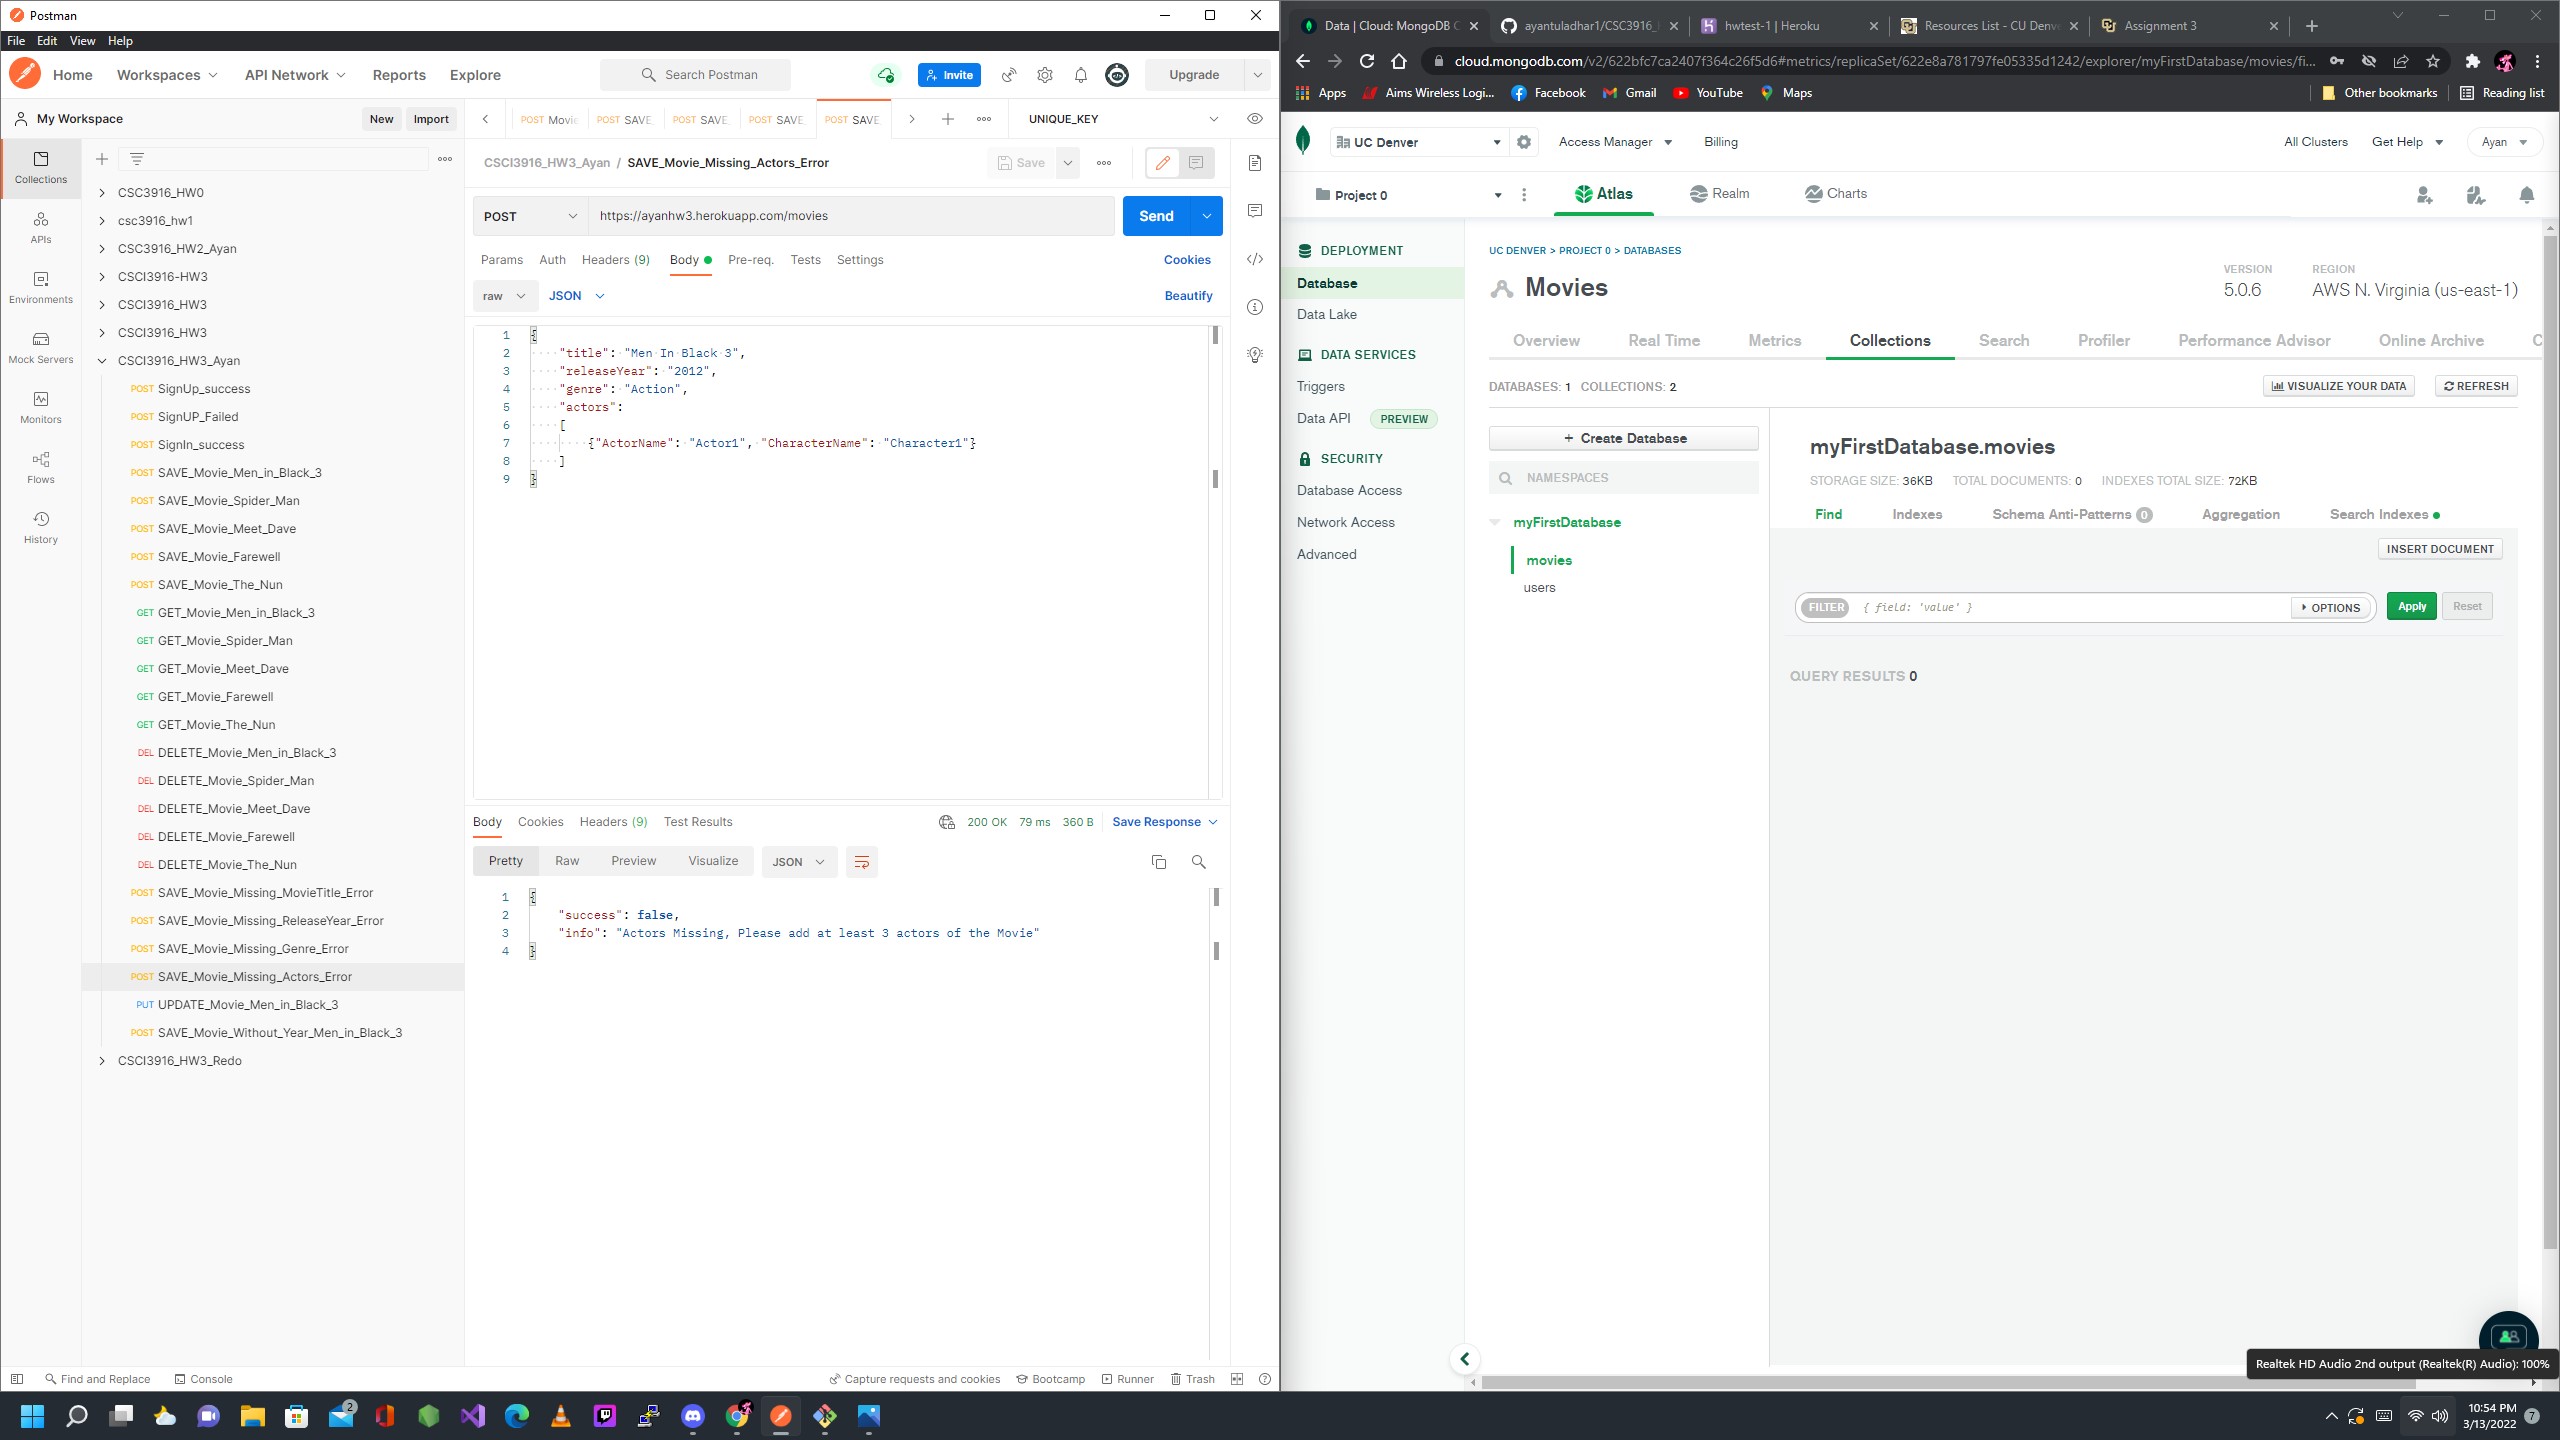 Postman
File Edit View Help
Home Workspaces API Network Reports Explore
Search Postman
Invite
Upgrade
My Workspace
New Import
POST Movie POST SAVE POST SAVE POST SAVE POST SAVE
UNIQUE_KEY
Collections
APIs
Environments
Mock Servers
Monitors
Flows
History
CSC3916_HW0
csc3916_hw1
CSC3916_HW2_Ayan
CSCI3916-HW3
CSCI3916_HW3
CSCI3916_HW3
CSCI3916_HW3_Ayan
POST SignUp_success
POST SignUP_Failed
POST SignIn_success
POST SAVE_Movie_Men_in_Black_3
POST SAVE_Movie_Spider_Man
POST SAVE_Movie_Meet_Dave
POST SAVE_Movie_Farewell
POST SAVE_Movie_The_Nun
GET GET_Movie_Men_in_Black_3
GET GET_Movie_Spider_Man
GET GET_Movie_Meet_Dave
GET GET_Movie_Farewell
GET GET_Movie_The_Nun
DEL DELETE_Movie_Men_in_Black_3
DEL DELETE_Movie_Spider_Man
DEL DELETE_Movie_Meet_Dave
DEL DELETE_Movie_Farewell
DEL DELETE_Movie_The_Nun
POST SAVE_Movie_Missing_MovieTitle_Error
POST SAVE_Movie_Missing_ReleaseYear_Error
POST SAVE_Movie_Missing_Genre_Error
POST SAVE_Movie_Missing_Actors_Error
PUT UPDATE_Movie_Men_in_Black_3
POST SAVE_Movie_Without_Year_Men_in_Black_3
CSCI3916_HW3_Redo
CSCI3916_HW3_Ayan / SAVE_Movie_Missing_Actors_Error
Save
POST https://ayanhw3.herokuapp.com/movies
Send
Params Auth Headers (9) Body Pre-req. Tests Settings
Cookies
raw JSON
Beautify
1 {
2 "title": "Men In Black 3",
3 "releaseYear": "2012",
4 "genre": "Action",
5 "actors":
6 [
7 {"ActorName": "Actor1", "CharacterName": "Character1"}
8 ]
9 }
Body Cookies Headers (9) Test Results
200 OK 79 ms 360 B Save Response
Pretty Raw Preview Visualize JSON
1 {
2 "success": false,
3 "info": "Actors Missing, Please add at least 3 actors of the Movie"
4 }
Find and Replace Console
Capture requests and cookies Bootcamp Runner Trash
Data | Cloud: MongoDB C
ayantuladhar1/CSC3916_
hwtest-1 | Heroku
Resources List - CU Denv
Assignment 3
cloud.mongodb.com/v2/622bfc7ca2407f364c26f5d6#metrics/replicaSet/622e8a781797fe05335d1242/explorer/myFirstDatabase/movies/fi...
Apps Aims Wireless Logi... Facebook Gmail YouTube Maps
Other bookmarks Reading list
UC Denver Access Manager Billing
All Clusters Get Help Ayan
Project 0 Atlas Realm Charts
DEPLOYMENT
Database
Data Lake
DATA SERVICES
Triggers
Data API PREVIEW
SECURITY
Database Access
Network Access
Advanced
UC DENVER > PROJECT 0 > DATABASES
Movies
VERSION
5.0.6
REGION
AWS N. Virginia (us-east-1)
Overview Real Time Metrics Collections Search Profiler Performance Advisor Online Archive C
DATABASES: 1 COLLECTIONS: 2
VISUALIZE YOUR DATA
REFRESH
+ Create Database
NAMESPACES
myFirstDatabase
movies
users
myFirstDatabase.movies
STORAGE SIZE: 36KB TOTAL DOCUMENTS: 0 INDEXES TOTAL SIZE: 72KB
Find Indexes Schema Anti-Patterns 0 Aggregation Search Indexes
INSERT DOCUMENT
FILTER { field: 'value' } OPTIONS Apply Reset
QUERY RESULTS 0
Realtek HD Audio 2nd output (Realtek(R) Audio): 100%
2
10:54 PM
3/13/2022
7